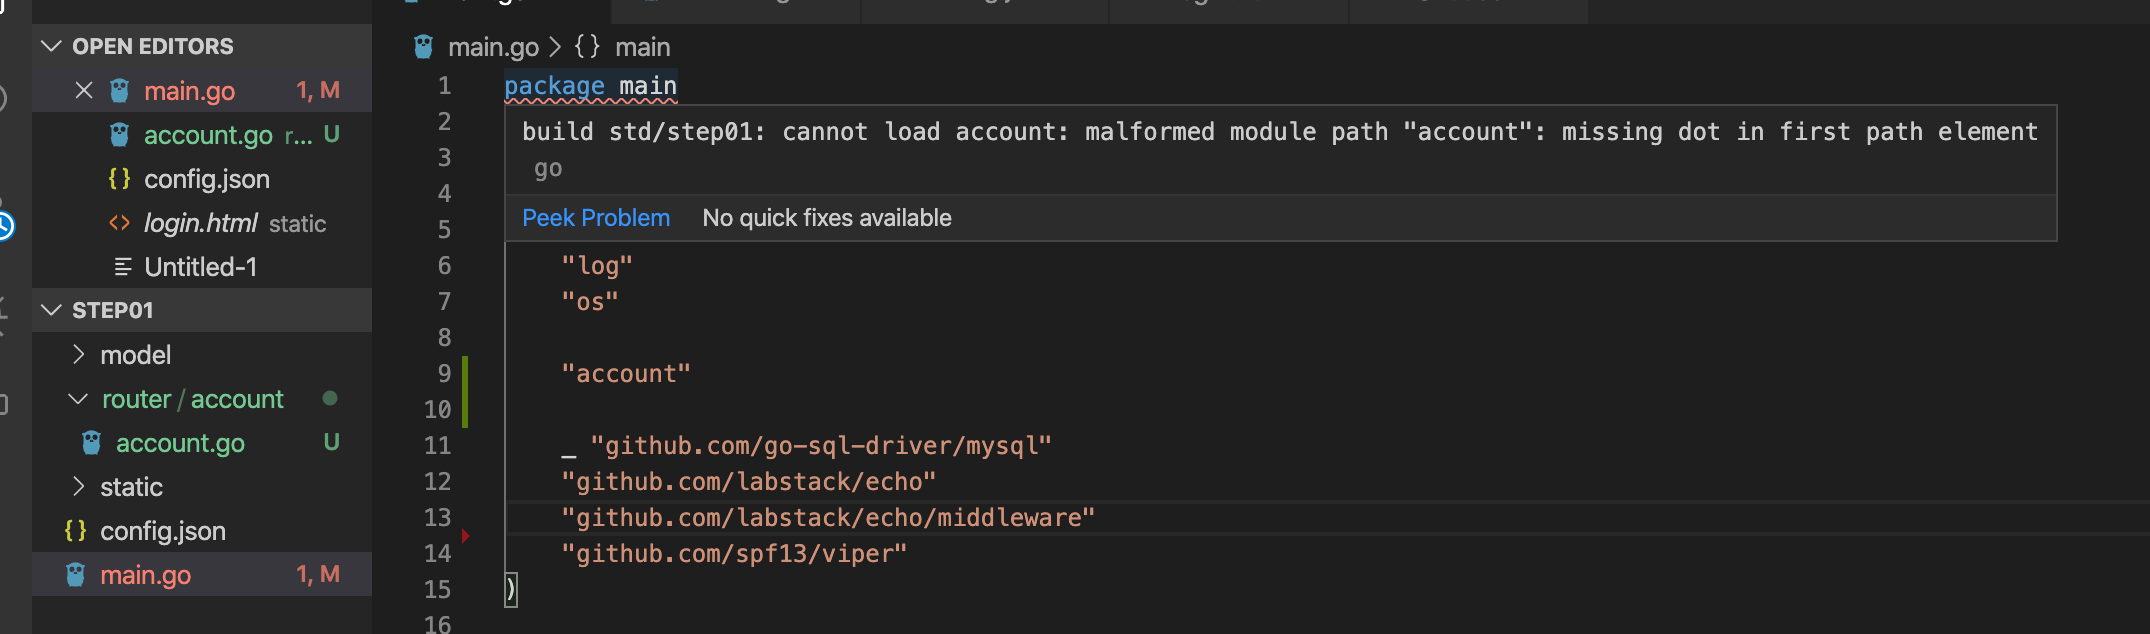 OPEN EDITORS
main.go 1, M
account.go r... U
config.json
login.html static
Untitled-1
STEP01
model
router / account
account.go U
static
config.json
main.go 1, M
main.go > {} main
1 package main
2
3
4
5
build std/step01: cannot load account: malformed module path "account": missing dot in first path element
go
Peek Problem No quick fixes available
6 "log"
7 "os"
8
9 "account"
10
11 _ "github.com/go-sql-driver/mysql"
12 "github.com/labstack/echo"
13 "github.com/labstack/echo/middleware"
14 "github.com/spf13/viper"
15 )
16